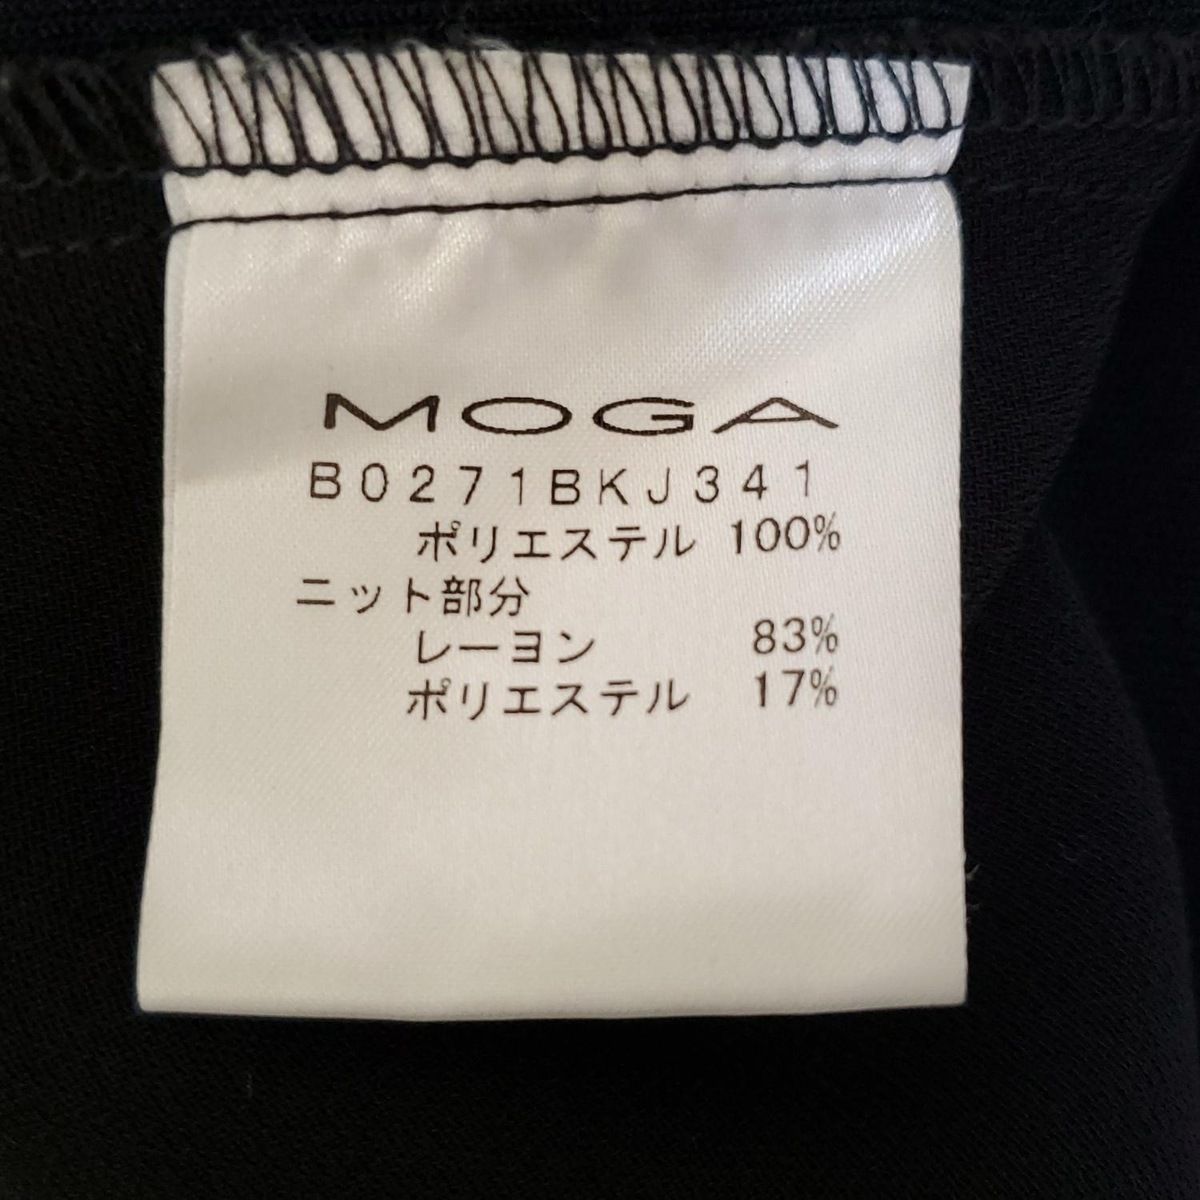 MOGA
B0271BKJ341
ポリエステル 100%
ニット部分
レーヨン 83%
ポリエステル 17%